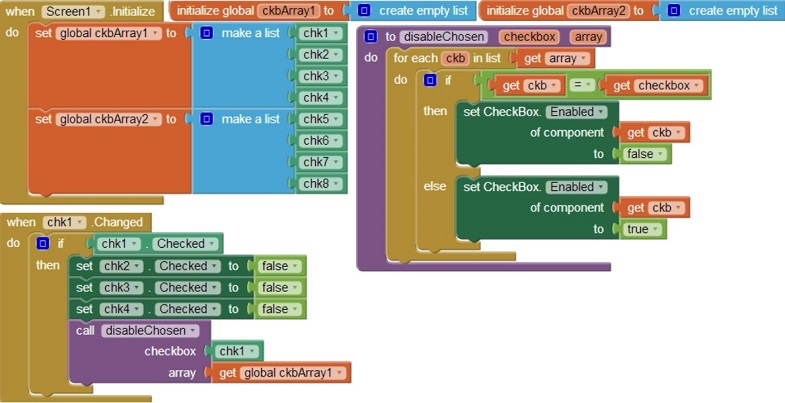 when Screen1 .Initialize
do set global ckbArray1 to make a list chk1
chk2
chk3
chk4
set global ckbArray2 to make a list chk5
chk6
chk7
chk8
initialize global ckbArray1 to create empty list
initialize global ckbArray2 to create empty list
to disableChosen checkbox array
do for each ckb in list get array
do if get ckb = get checkbox
then set CheckBox. Enabled
of component get ckb
to false
else set CheckBox. Enabled
of component get ckb
to true
when chk1 .Changed
do if chk1 . Checked
then set chk2 . Checked to false
set chk3 . Checked to false
set chk4 . Checked to false
call disableChosen
checkbox chk1
array get global ckbArray1